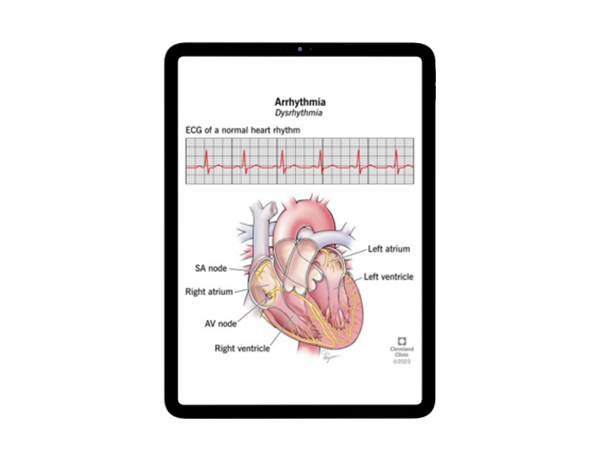 Arrhythmia
Dysrhythmia
ECG of a normal heart rhythm
Left atrium
SA node
Left ventricle
Right atrium
AV node
Right ventricle
Cleveland
Clinic
©2023